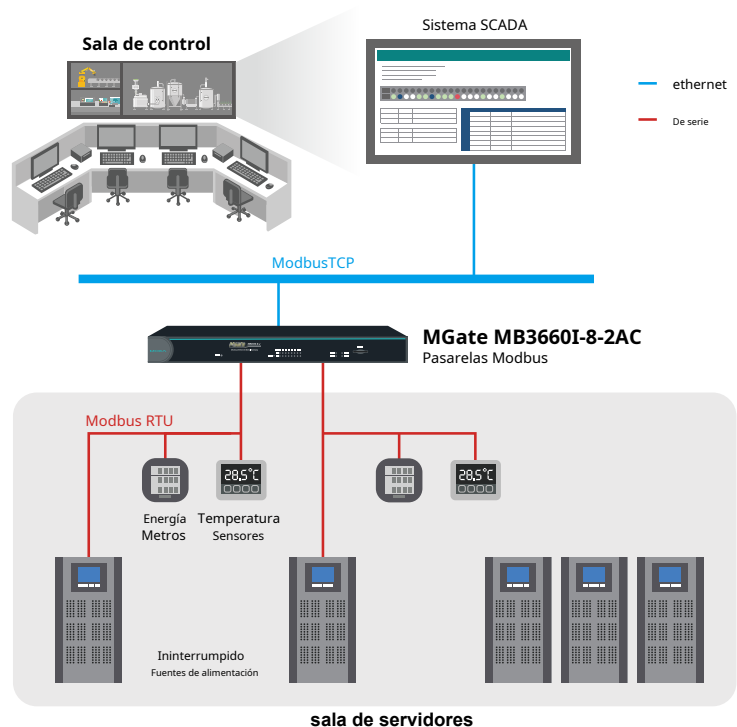 Sistema SCADA
Sala de control
ethernet
De serie
ModbusTCP
MGate MB3660I-8-2AC
Pasarelas Modbus
Modbus RTU
28,5°C
28,5°C
Energía
Metros
Temperatura
Sensores
Ininterrumpido
Fuentes de alimentación
sala de servidores